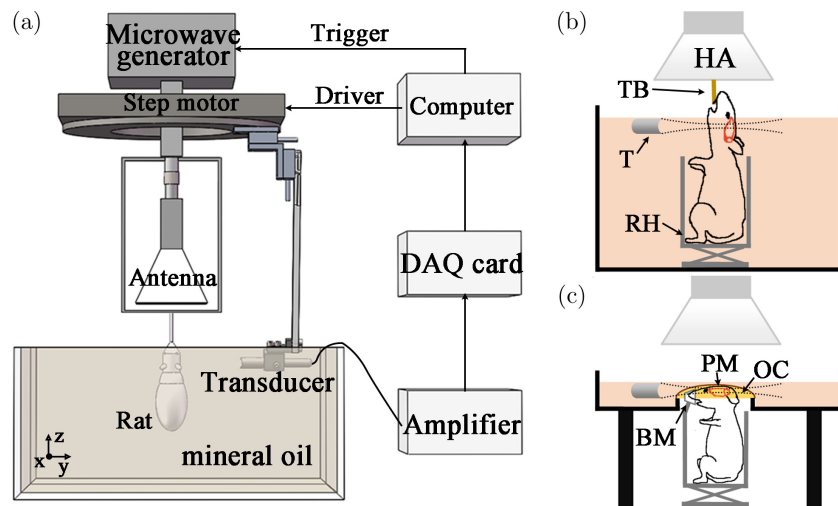 (a)
Microwave
generator
Trigger
Step motor
Driver
Computer
Antenna
DAQ card
Transducer
Rat
Amplifier
mineral oil
z
x
y
(b)
HA
TB
T
RH
(c)
PM
OC
BM